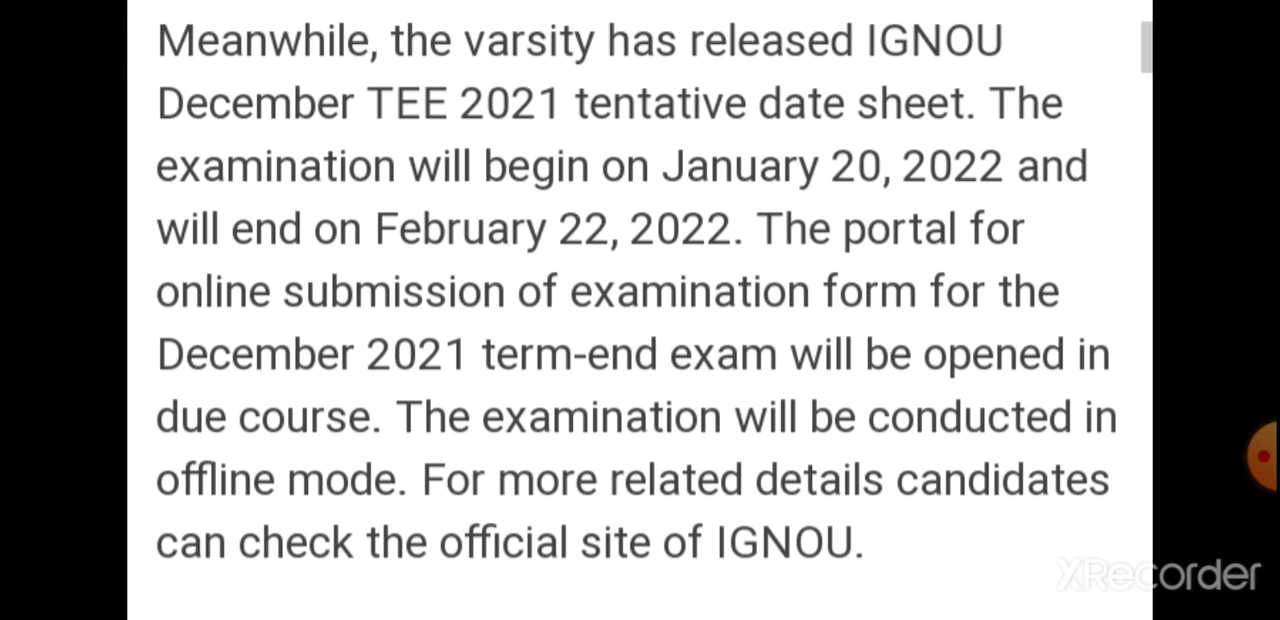 Meanwhile, the varsity has released IGNOU
December TEE 2021 tentative date sheet. The
examination will begin on January 20, 2022 and
will end on February 22, 2022. The portal for
online submission of examination form for the
December 2021 term-end exam will be opened in
due course. The examination will be conducted in
offline mode. For more related details candidates
can check the official site of IGNOU.
XRecorder